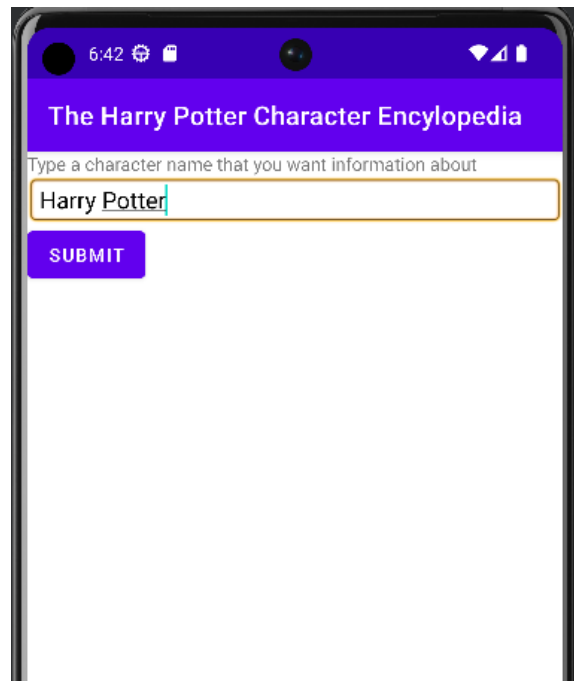 6:42
The Harry Potter Character Encylopedia
Type a character name that you want information about
Harry Potter
SUBMIT